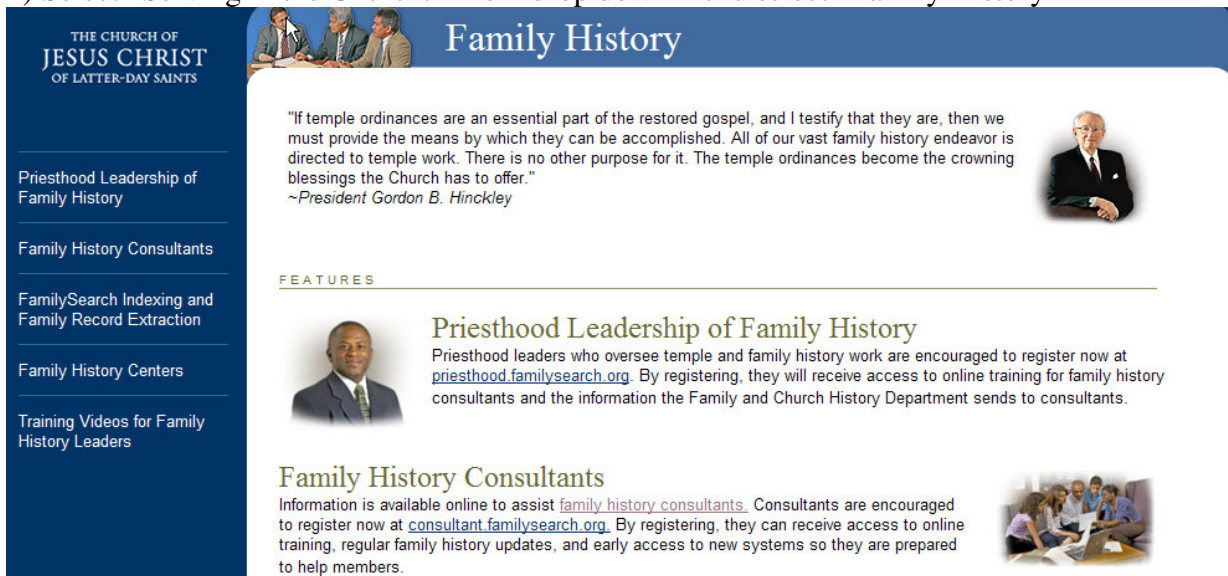 THE CHURCH OF
JESUS CHRIST
OF LATTER-DAY SAINTS
Family History
Priesthood Leadership of
Family History
Family History Consultants
FamilySearch Indexing and
Family Record Extraction
Family History Centers
Training Videos for Family
History Leaders
"If temple ordinances are an essential part of the restored gospel, and I testify that they are, then we
must provide the means by which they can be accomplished. All of our vast family history endeavor is
directed to temple work. There is no other purpose for it. The temple ordinances become the crowning
blessings the Church has to offer."
~President Gordon B. Hinckley
FEATURES
Priesthood Leadership of Family History
Priesthood leaders who oversee temple and family history work are encouraged to register now at
priesthood.familysearch.org. By registering, they will receive access to online training for family history
consultants and the information the Family and Church History Department sends to consultants.
Family History Consultants
Information is available online to assist family history consultants. Consultants are encouraged
to register now at consultant.familysearch.org. By registering, they can receive access to online
training, regular family history updates, and early access to new systems so they are prepared
to help members.